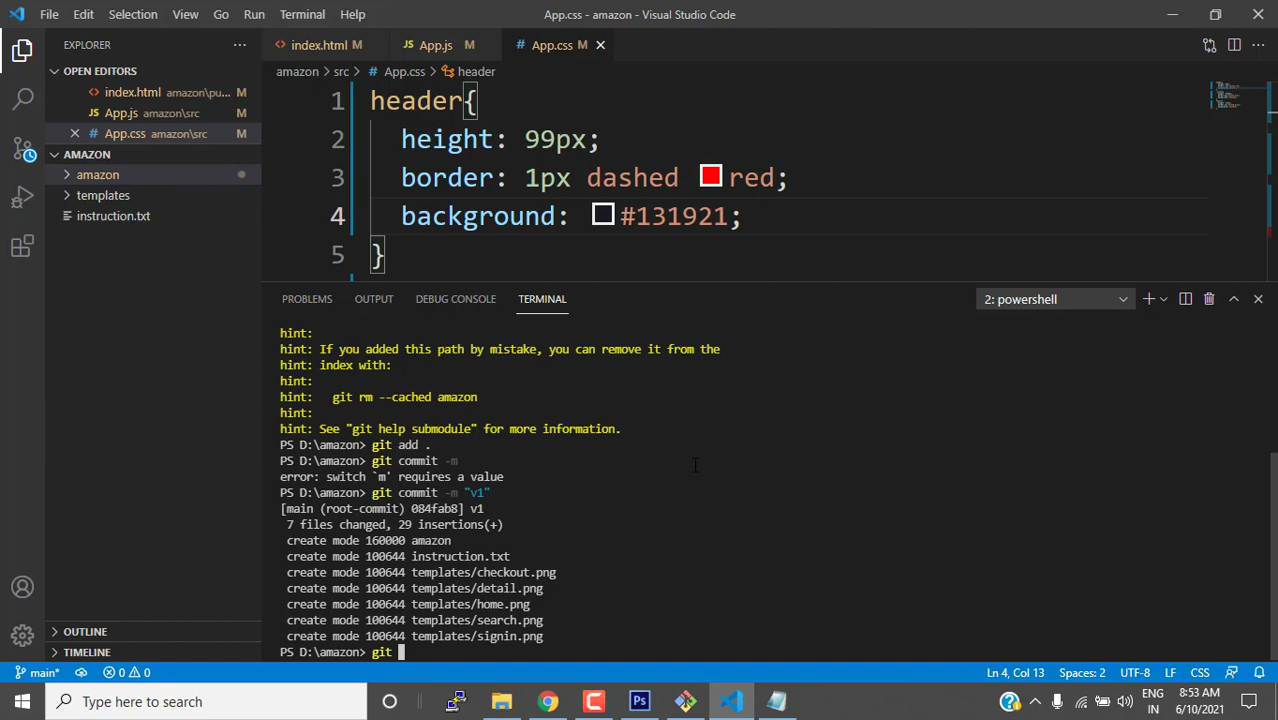 File Edit Selection View Go Run Terminal Help App.css - amazon - Visual Studio Code
EXPLORER ···
index.html M App.js M # App.css M
OPEN EDITORS
amazon > src > # App.css > header
index.html amazon\pu... M
App.js amazon\src M
# App.css amazon\src M
AMAZON
amazon
templates
instruction.txt
1 header{
2 height: 99px;
3 border: 1px dashed red;
4 background: #131921;
5 }
PROBLEMS OUTPUT DEBUG CONSOLE TERMINAL 2: powershell
hint:
hint: If you added this path by mistake, you can remove it from the
hint: index with:
hint:
hint: git rm --cached amazon
hint:
hint: See "git help submodule" for more information.
PS D:\amazon> git add .
PS D:\amazon> git commit -m
error: switch `m' requires a value
PS D:\amazon> git commit -m "v1"
[main (root-commit) 084fab8] v1
7 files changed, 29 insertions(+)
create mode 160000 amazon
create mode 100644 instruction.txt
create mode 100644 templates/checkout.png
create mode 100644 templates/detail.png
create mode 100644 templates/home.png
create mode 100644 templates/search.png
create mode 100644 templates/signin.png
PS D:\amazon> git
OUTLINE
TIMELINE
main* 0 0 Ln 4, Col 13 Spaces: 2 UTF-8 LF CSS
Type here to search
Ps
ENG
IN
8:53 AM
6/10/2021